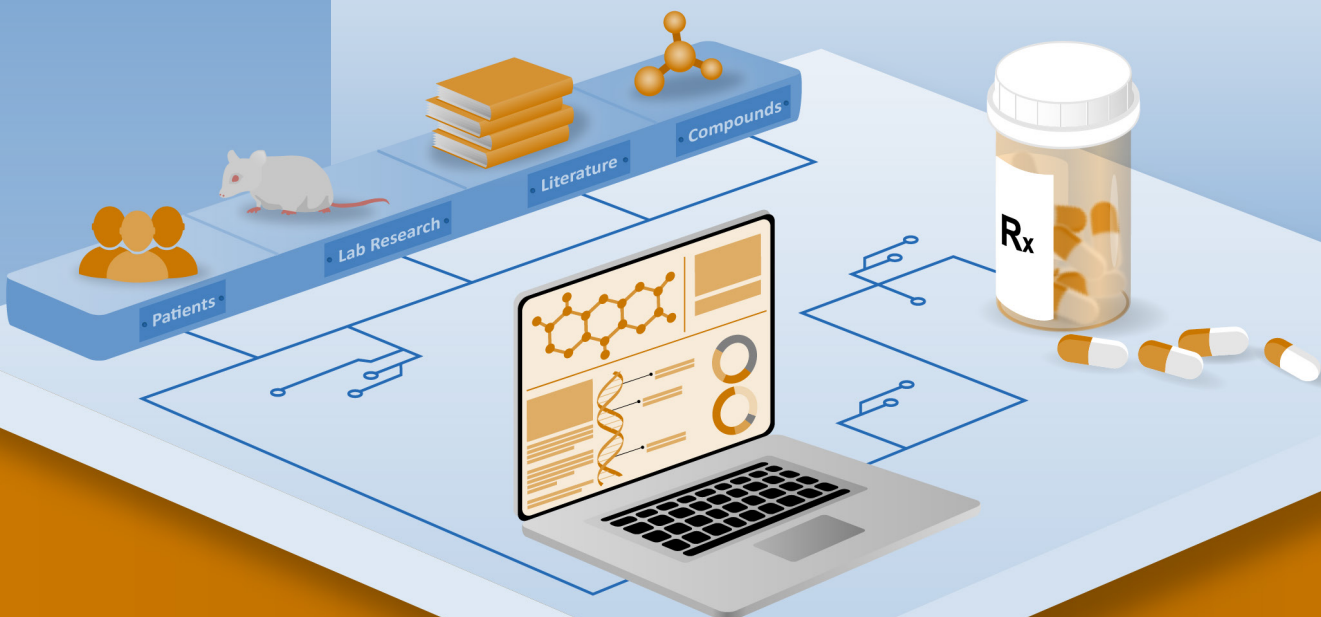 Patients
Lab Research
Literature
Compounds
Rx